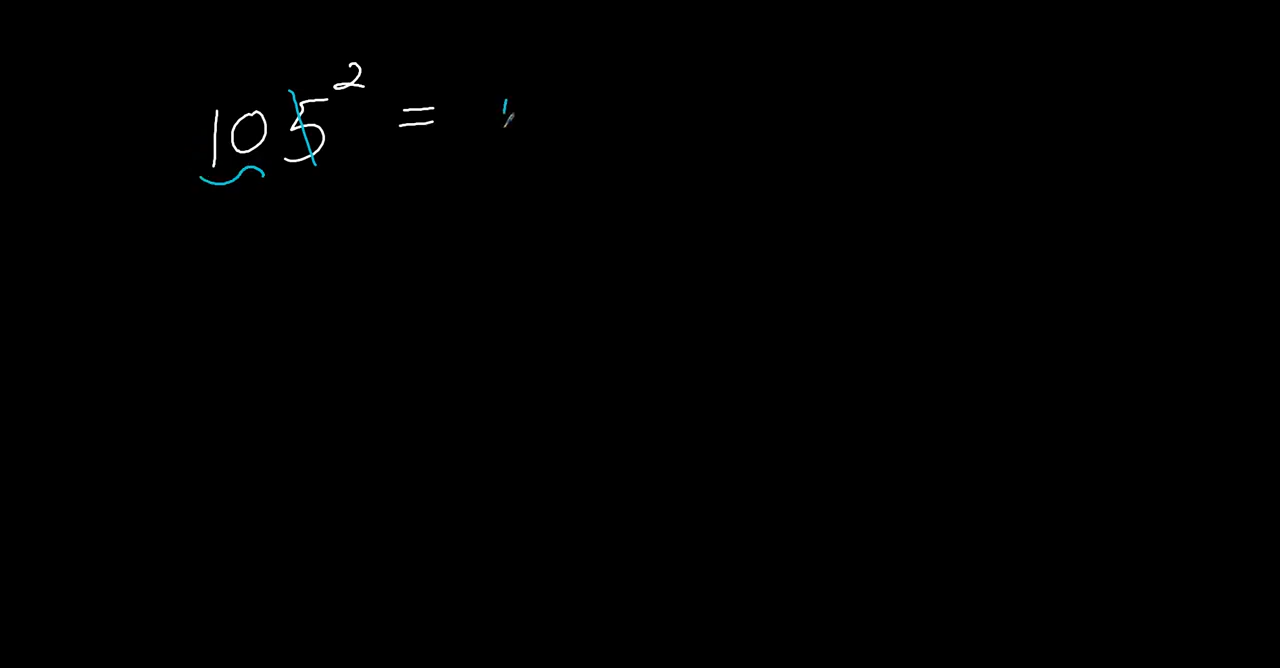 105² =